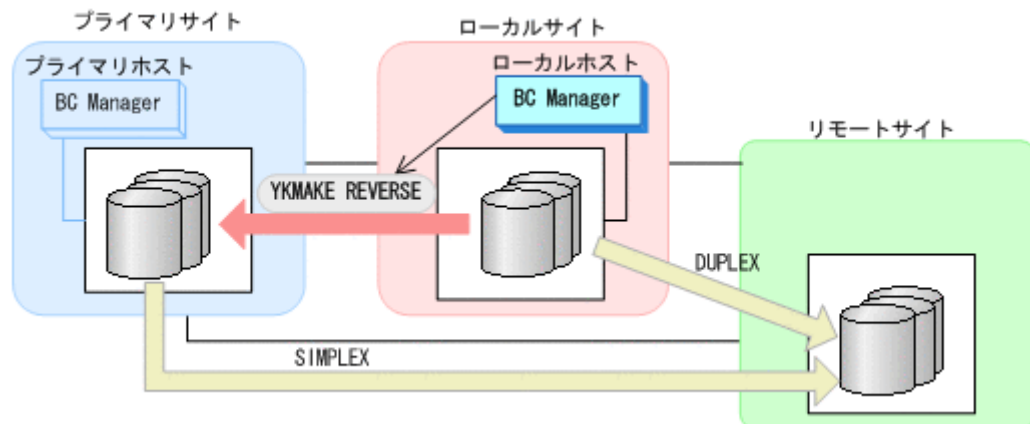 プライマリサイト
ローカルサイト
プライマリホスト
ローカルホスト
BC Manager
BC Manager
リモートサイト
YKMAKE REVERSE
DUPLEX
SIMPLEX